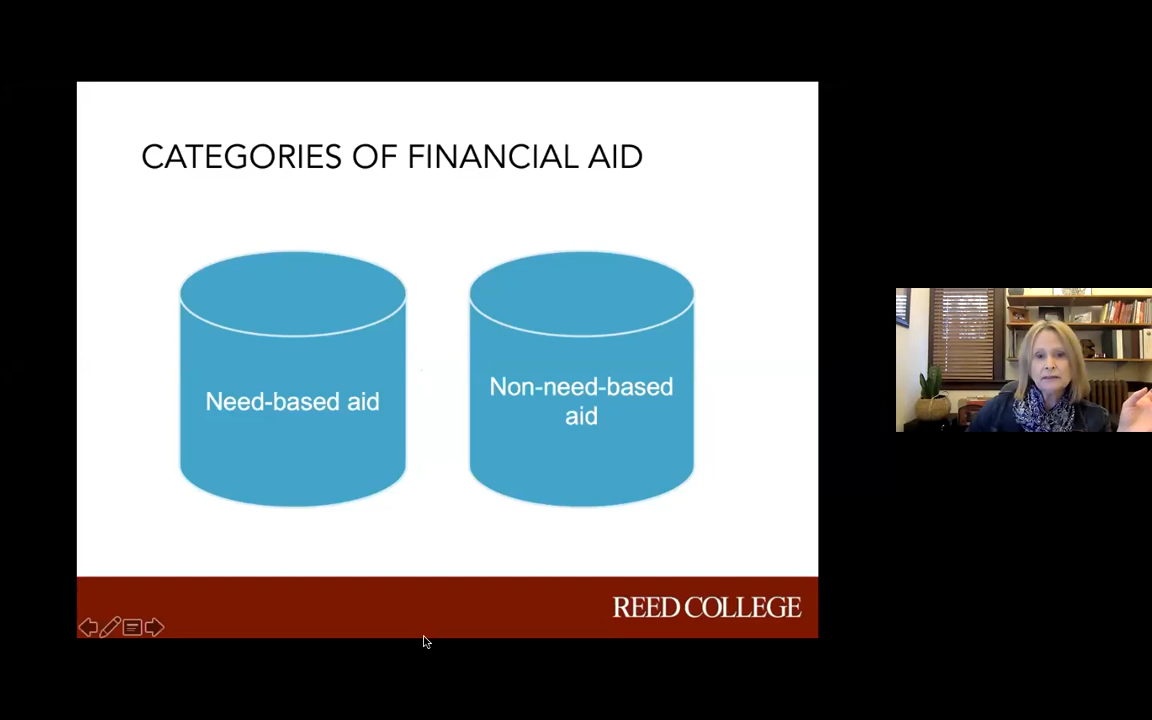 CATEGORIES OF FINANCIAL AID
Need-based aid
Non-need-based
aid
REED COLLEGE